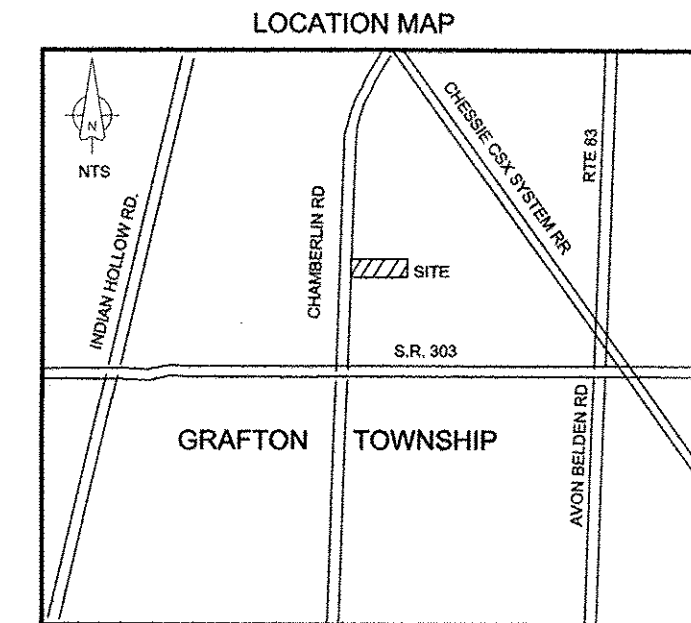 LOCATION MAP
N
NTS
INDIAN HOLLOW RD.
CHAMBERLIN RD
CHESSIE CSX SYSTEM RR
RTE 83
SITE
S.R. 303
GRAFTON TOWNSHIP
AVON BELDEN RD